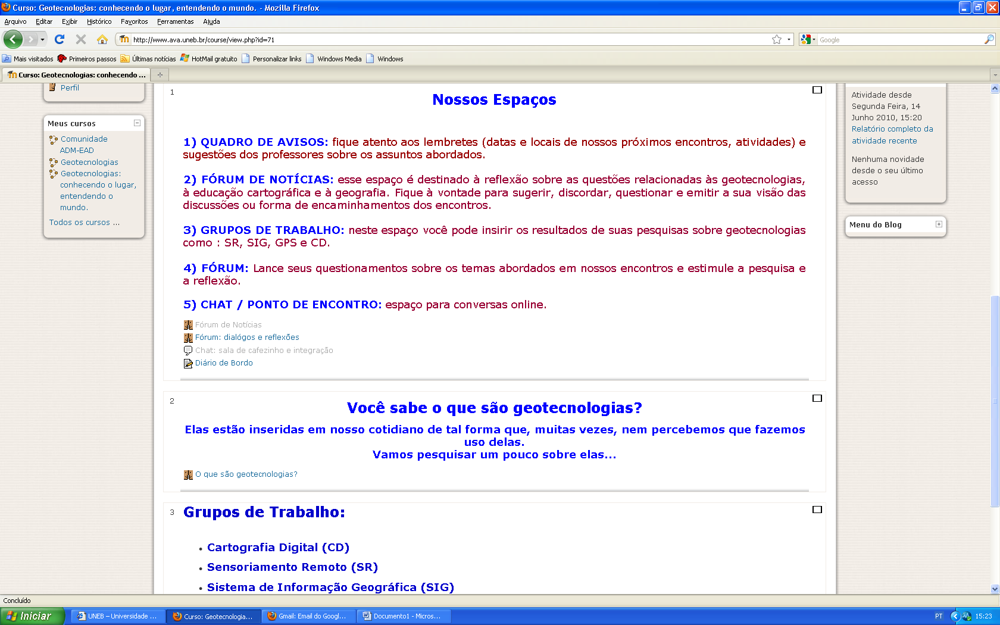 Curso: Geotecnologias: conhecendo o lugar, entendendo o mundo. - Mozilla Firefox
Arquivo Editar Exibir Histórico Favoritos Ferramentas Ajuda
http://www.ava.uneb.br/course/view.php?id=71
Google
Mais visitados Primeiros passos Últimas notícias HotMail gratuito Personalizar links Windows Media Windows
Curso: Geotecnologias: conhecendo o ...
Perfil
Meus cursos
Comunidade
ADM-EAD
Geotecnologias
Geotecnologias:
conhecendo o lugar,
entendendo o
mundo.
Todos os cursos ...
1
Nossos Espaços
1) QUADRO DE AVISOS: fique atento aos lembretes (datas e locais de nossos próximos encontros, atividades) e
sugestões dos professores sobre os assuntos abordados.
2) FÓRUM DE NOTÍCIAS: esse espaço é destinado à reflexão sobre as questões relacionadas às geotecnologias,
à educação cartográfica e à geografia. Fique à vontade para sugerir, discordar, questionar e emitir a sua visão das
discussões ou forma de encaminhamentos dos encontros.
3) GRUPOS DE TRABALHO: neste espaço você pode insirir os resultados de suas pesquisas sobre geotecnologias
como : SR, SIG, GPS e CD.
4) FÓRUM: Lance seus questionamentos sobre os temas abordados em nossos encontros e estimule a pesquisa e
a reflexão.
5) CHAT / PONTO DE ENCONTRO: espaço para conversas online.
Fórum de Notícias
Fórum: dialógos e reflexões
Chat: sala de cafezinho e integração
Diário de Bordo
2
Você sabe o que são geotecnologias?
Elas estão inseridas em nosso cotidiano de tal forma que, muitas vezes, nem percebemos que fazemos
uso delas.
Vamos pesquisar um pouco sobre elas...
O que são geotecnologias?
3
Grupos de Trabalho:
• Cartografia Digital (CD)
• Sensoriamento Remoto (SR)
• Sistema de Informação Geográfica (SIG)
Atividade desde
Segunda Feira, 14
Junho 2010, 15:20
Relatório completo da
atividade recente
Nenhuma novidade
desde o seu último
acesso
Menu do Blog
Concluído
Iniciar
UNEB – Universidade ...
Curso: Geotecnologia...
Gmail: Email do Googl...
Documento1 - Micros...
PT
15:23